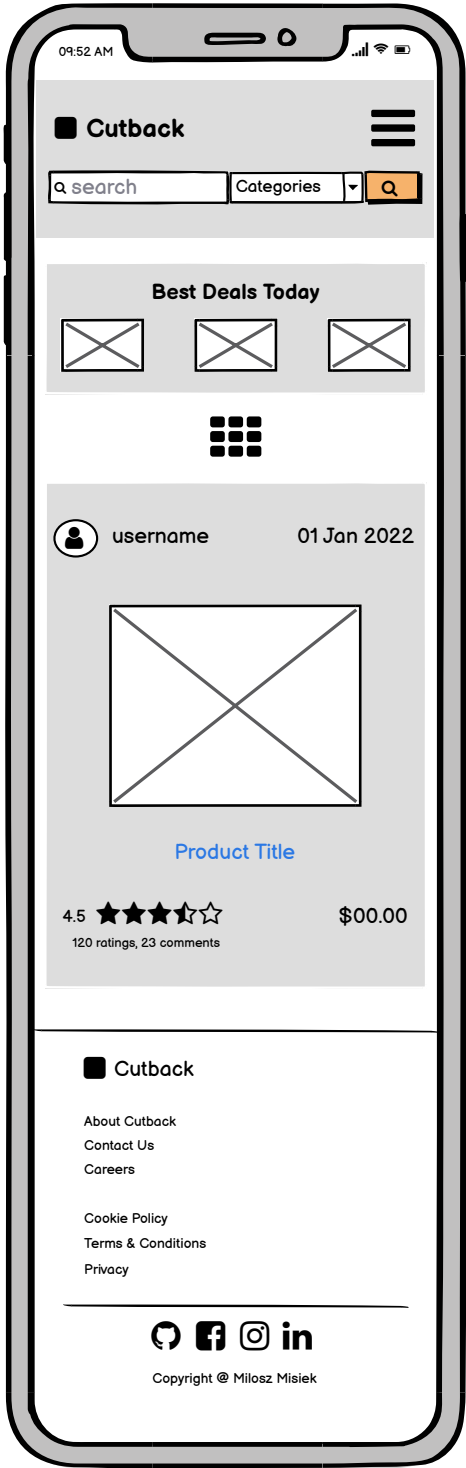 09:52 AM
Cutback
search Categories
Best Deals Today
username 01 Jan 2022
Product Title
4.5 $00.00
120 ratings, 23 comments
Cutback
About Cutback
Contact Us
Careers
Cookie Policy
Terms & Conditions
Privacy
Copyright @ Milosz Misiek